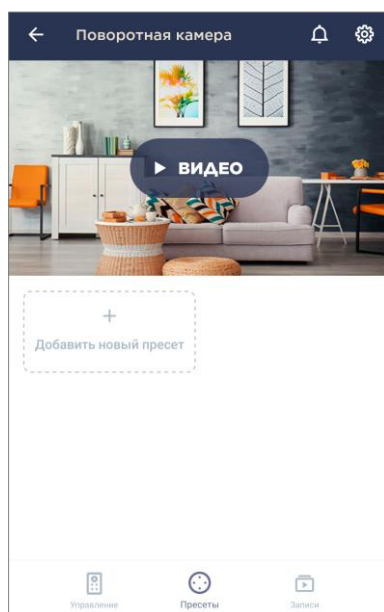 Поворотная камера
ВИДЕО
Добавить новый пресет
Управление Пресеты Записи